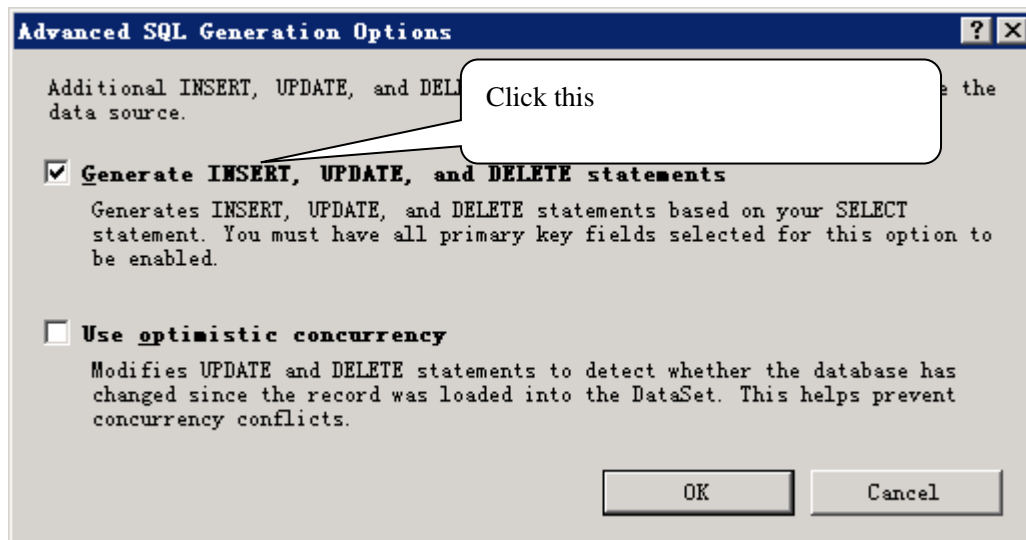 Advanced SQL Generation Options
Additional INSERT, UPDATE, and the
data source.
Click this
Generate INSERT, UPDATE, and DELETE statements
Generates INSERT, UPDATE, and DELETE statements based on your SELECT
statement. You must have all primary key fields selected for this option to
be enabled.
Use optimistic concurrency
Modifies UPDATE and DELETE statements to detect whether the database has
changed since the record was loaded into the DataSet. This helps prevent
concurrency conflicts.
OK Cancel